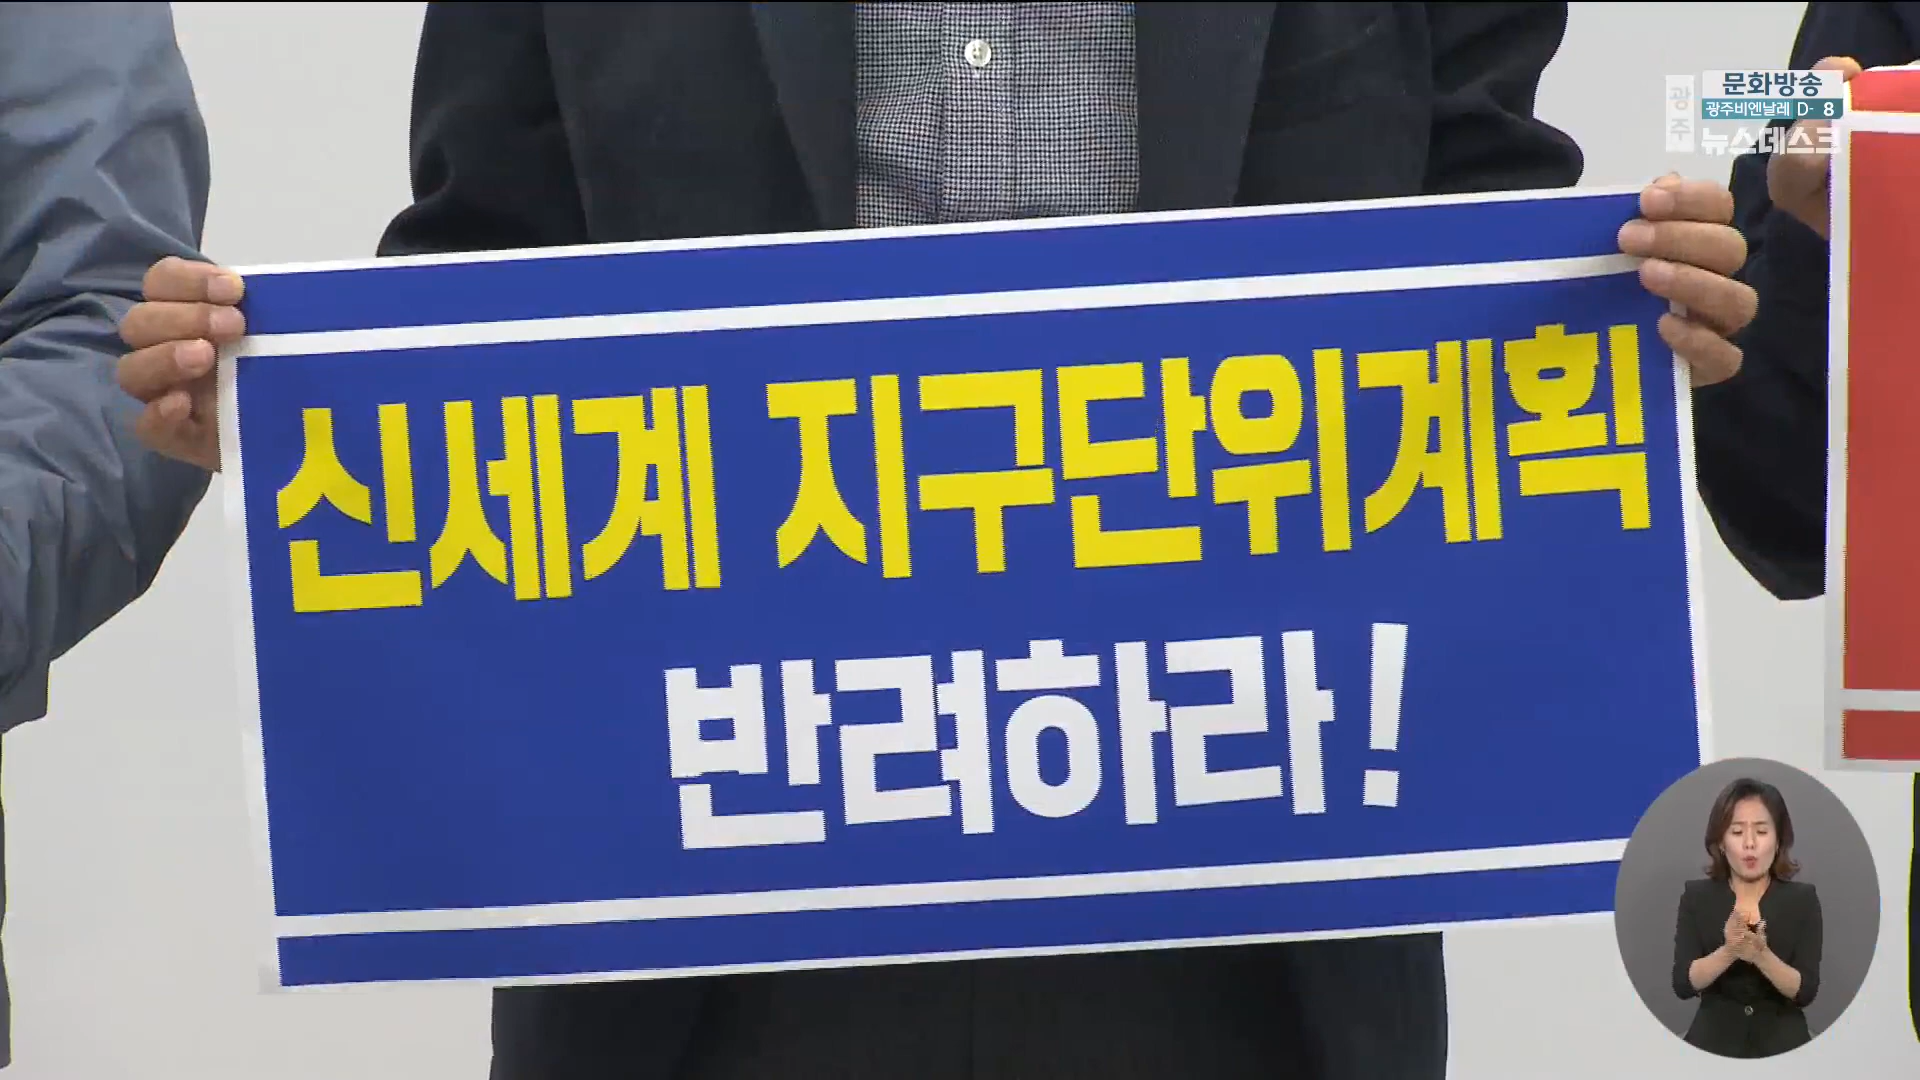 광주
문화방송
광주비엔날레 D- 8
뉴스데스크
신세계 지구단위계획
반려하라!